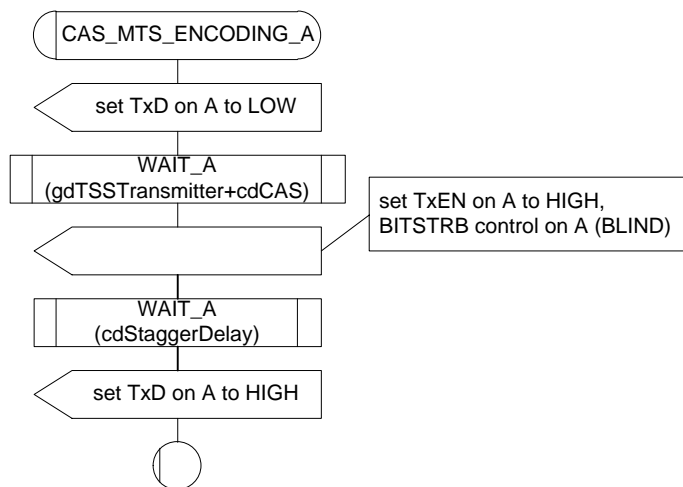 CAS_MTS_ENCODING_A
set TxD on A to LOW
WAIT_A
(gdTSSTransmitter+cdCAS)
set TxEN on A to HIGH,
BITSTRB control on A (BLIND)
WAIT_A
(cdStaggerDelay)
set TxD on A to HIGH